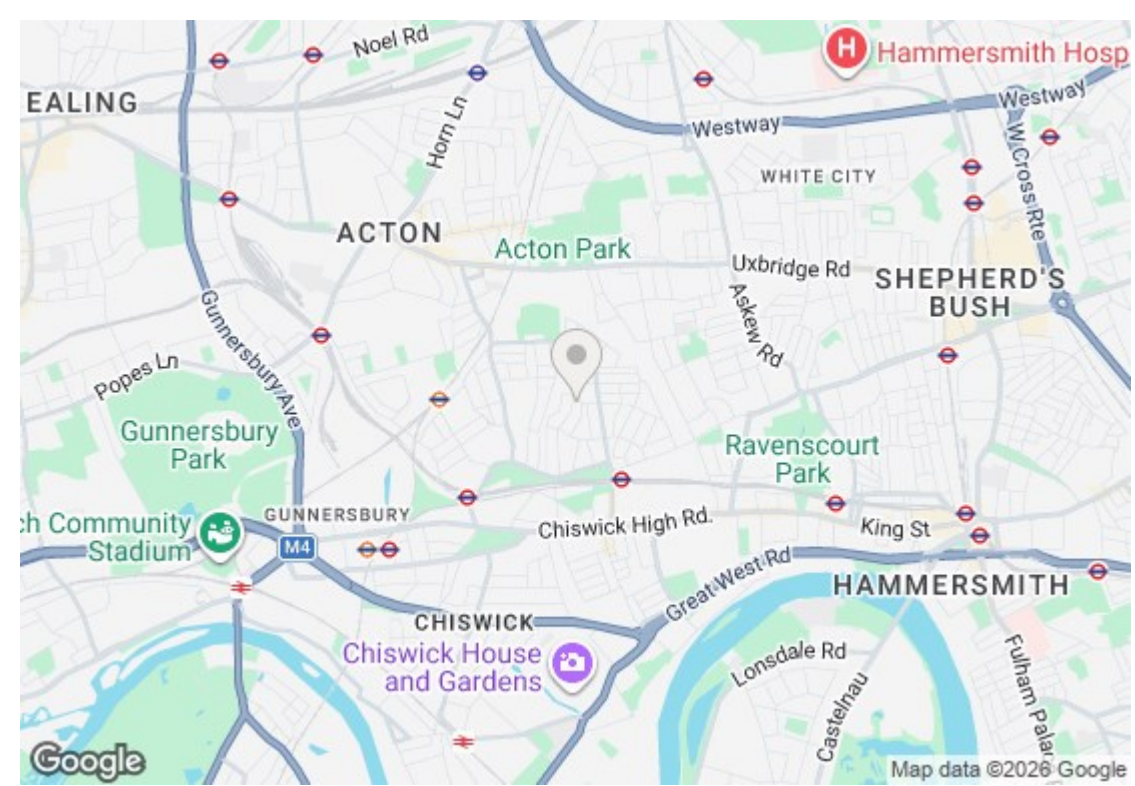 Noel Rd
Hammersmith Hosp
EALING
Westway
Horn Ln
Westway
W Cross Rte
WHITE CITY
ACTON
Acton Park
Uxbridge Rd
SHEPHERD'S
BUSH
Askew Rd
Gunnersbury Ave
Popes Ln
Gunnersbury
Park
Ravenscourt
Park
ch Community
Stadium
GUNNERSBURY
Chiswick High Rd.
King St
M4
Great West Rd
HAMMERSMITH
CHISWICK
Chiswick House
and Gardens
Lonsdale Rd
Castelnau
Fulham Palac
Google
Map data ©2026 Google
H